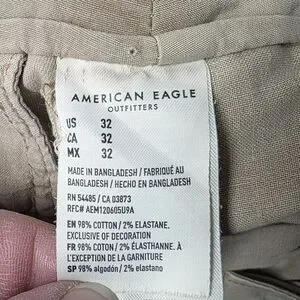 AMERICAN EAGLE
OUTFITTERS
US 32
CA 32
MX 32
MADE IN BANGLADESH / FABRIQUÉ AU
BANGLADESH / HECHO EN BANGLADESH
RN 54485 / CA 03873
RFC# AEM120605U9A
EN 98% COTTON / 2% ELASTANE.
EXCLUSIVE OF DECORATION
FR 98% COTON / 2% ÉLASTHANNE. À
L'EXCEPTION DE LA GARNITURE
SP 98% algodón / 2% elastano